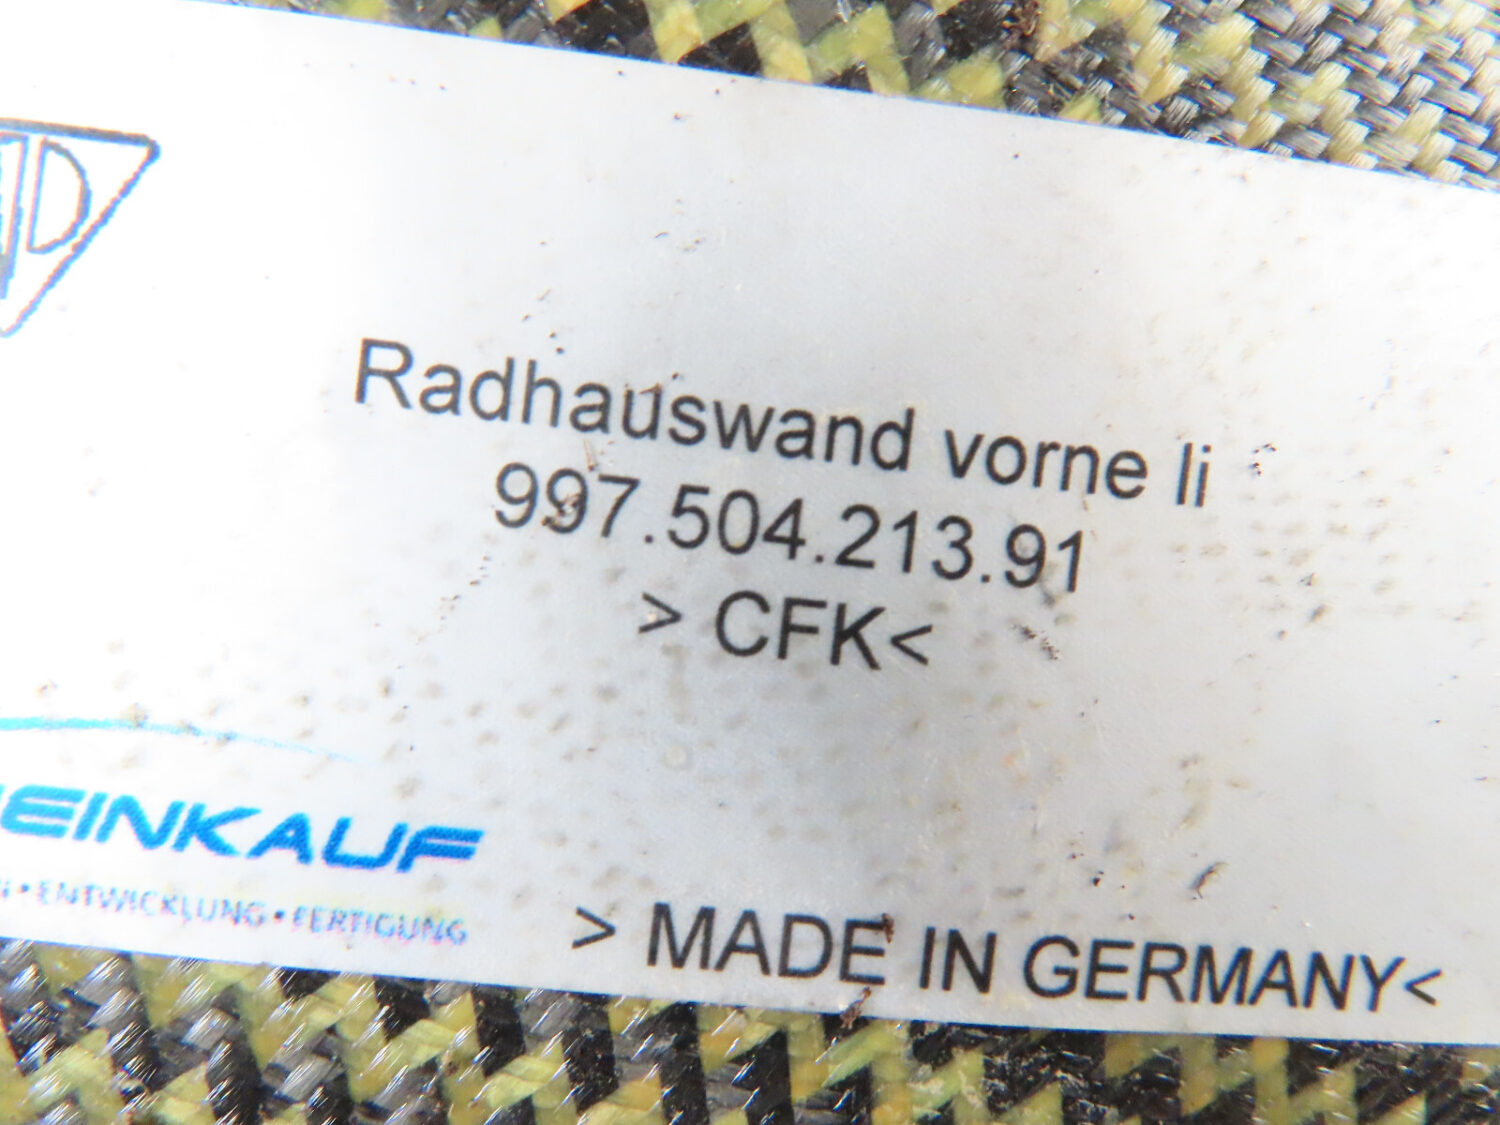 Radhauswand vorne li
997.504.213.91
> CFK<
EINKAUF
• ENTWICKLUNG • FERTIGUNG
> MADE IN GERMANY<